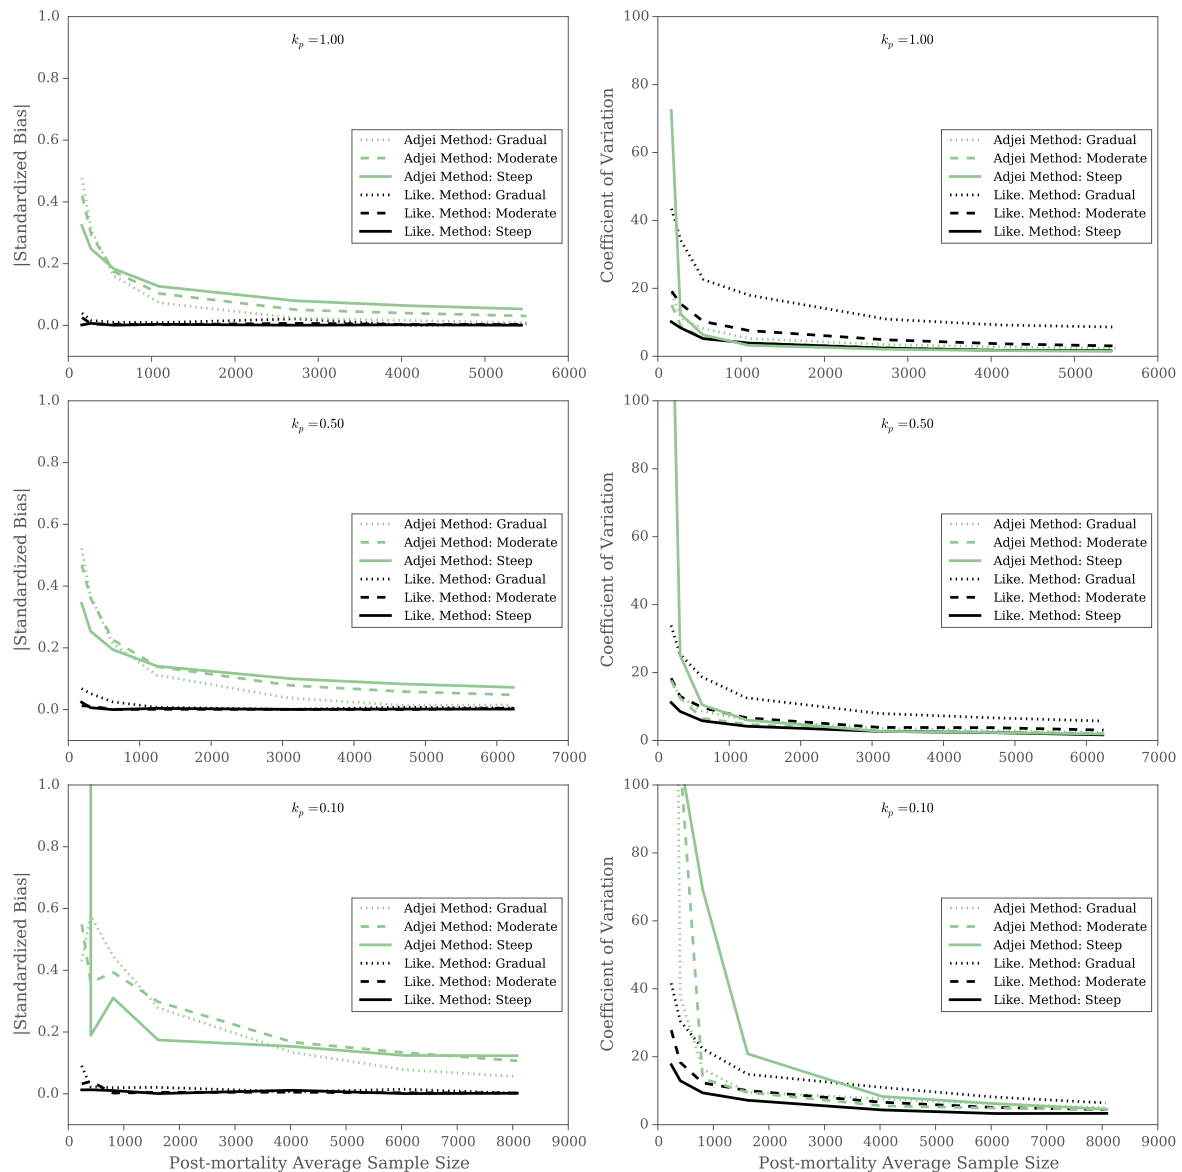 |Standardized Bias|
1.0
0.8
0.6
0.4
0.2
0.0
k_p = 1.00
Adjei Method: Gradual
Adjei Method: Moderate
Adjei Method: Steep
Like. Method: Gradual
Like. Method: Moderate
Like. Method: Steep
0 1000 2000 3000 4000 5000 6000
Coefficient of Variation
100
80
60
40
20
0
k_p = 1.00
Adjei Method: Gradual
Adjei Method: Moderate
Adjei Method: Steep
Like. Method: Gradual
Like. Method: Moderate
Like. Method: Steep
0 1000 2000 3000 4000 5000 6000
|Standardized Bias|
1.0
0.8
0.6
0.4
0.2
0.0
k_p = 0.50
Adjei Method: Gradual
Adjei Method: Moderate
Adjei Method: Steep
Like. Method: Gradual
Like. Method: Moderate
Like. Method: Steep
0 1000 2000 3000 4000 5000 6000 7000
Coefficient of Variation
100
80
60
40
20
0
k_p = 0.50
Adjei Method: Gradual
Adjei Method: Moderate
Adjei Method: Steep
Like. Method: Gradual
Like. Method: Moderate
Like. Method: Steep
0 1000 2000 3000 4000 5000 6000 7000
|Standardized Bias|
1.0
0.8
0.6
0.4
0.2
0.0
k_p = 0.10
Adjei Method: Gradual
Adjei Method: Moderate
Adjei Method: Steep
Like. Method: Gradual
Like. Method: Moderate
Like. Method: Steep
0 1000 2000 3000 4000 5000 6000 7000 8000 9000
Post-mortality Average Sample Size
Coefficient of Variation
100
80
60
40
20
0
k_p = 0.10
Adjei Method: Gradual
Adjei Method: Moderate
Adjei Method: Steep
Like. Method: Gradual
Like. Method: Moderate
Like. Method: Steep
0 1000 2000 3000 4000 5000 6000 7000 8000 9000
Post-mortality Average Sample Size